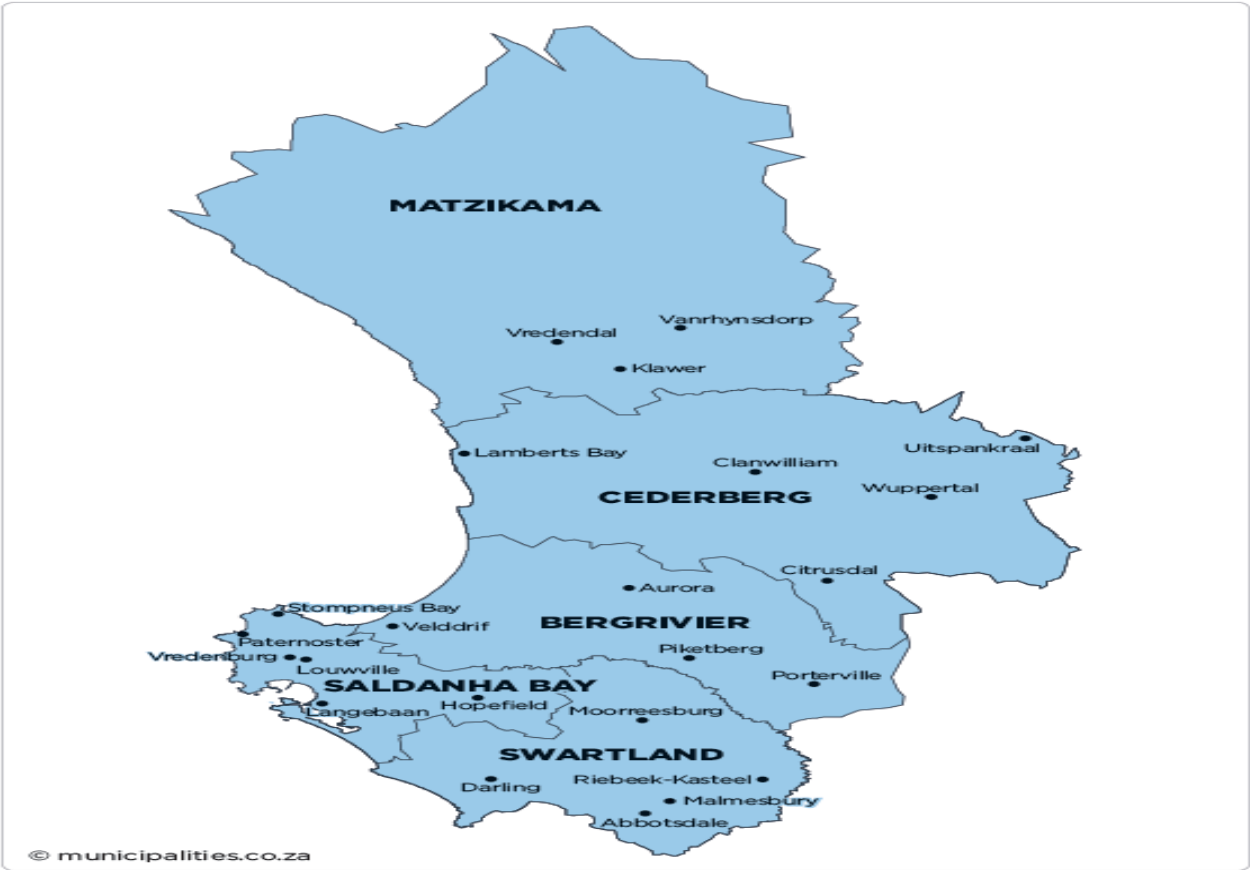 MATZIKAMA
Vanrhynsdorp
Vredendal
Klawer
Lamberts Bay
Uitspankraal
Clanwilliam
Wuppertal
CEDERBERG
Citrusdal
Aurora
Stompneus Bay
BERGRIVIER
Velddrif
Paternoster
Piketberg
Vredenburg
Louwville
Porterville
SALDANHA BAY
Hopefield
Langebaan
Moorreesburg
SWARTLAND
Riebeek-Kasteel
Darling
Malmesbury
Abbotsdale
© municipalities.co.za